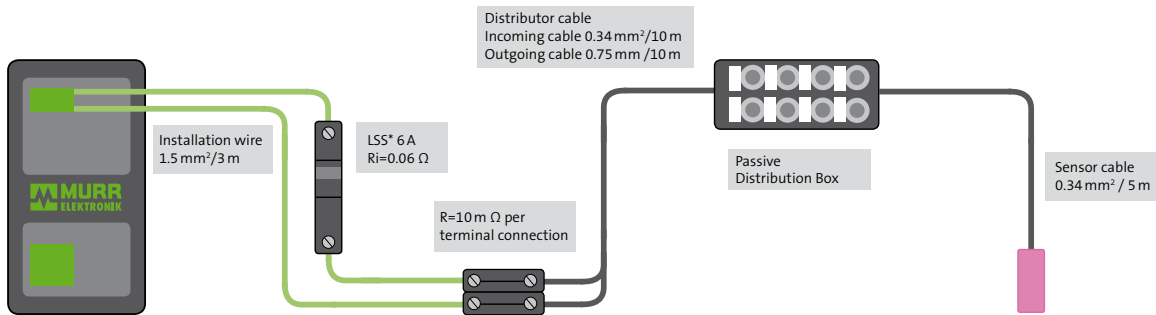 Distributor cable
Incoming cable 0.34 mm²/10 m
Outgoing cable 0.75 mm /10 m
Installation wire
1.5 mm²/3 m
LSS* 6 A
Ri=0.06 Ω
MURR
ELEKTRONIK
R=10 m Ω per
terminal connection
Passive
Distribution Box
Sensor cable
0.34 mm² / 5 m